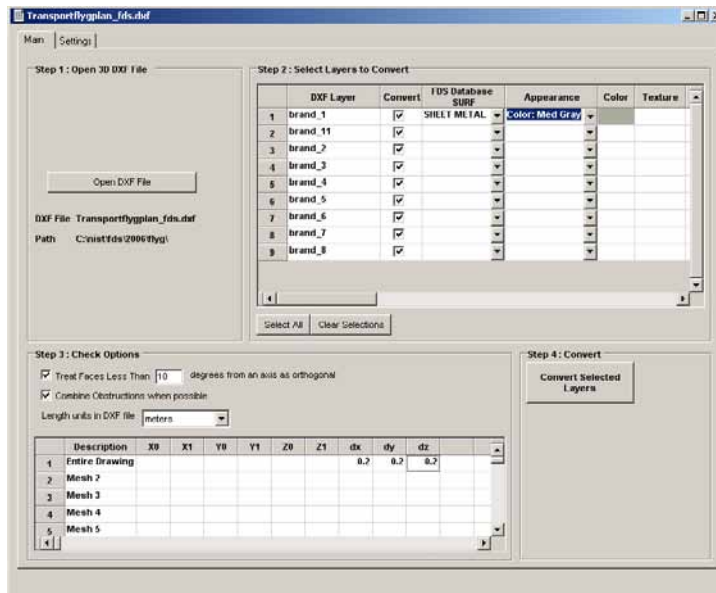 Transportflygplan_fds.dxf
Main Settings
Step 1 : Open 3D DXF File
Open DXF File
DXF File Transportflygplan_fds.dxf
Path C:\nist\fds\2006\flyg\
Step 2 : Select Layers to Convert
DXF Layer Convert FDS Database SURF Appearance Color Texture
1 brand_1 SHEET METAL Color: Med Gray
2 brand_11
3 brand_2
4 brand_3
5 brand_4
6 brand_5
7 brand_6
8 brand_7
9 brand_8
Select All Clear Selections
Step 3 : Check Options
Treat Faces Less Than 10 degrees from an axis as orthogonal
Combine Obstructions when possible
Length units in DXF file meters
Description X0 X1 Y0 Y1 Z0 Z1 dx dy dz
1 Entire Drawing 0.2 0.2 0.2
2 Mesh 2
3 Mesh 3
4 Mesh 4
5 Mesh 5
Step 4 : Convert
Convert Selected
Layers